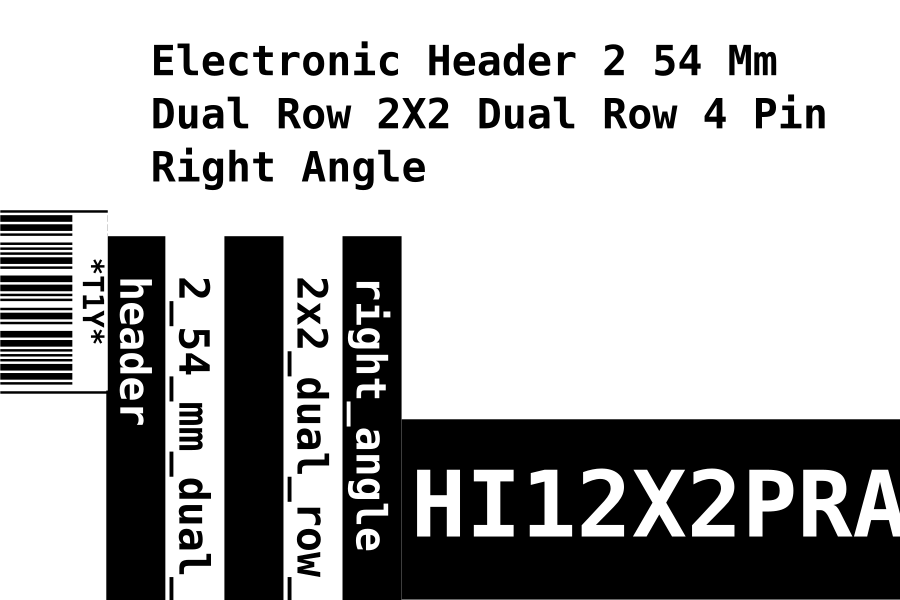 Electronic Header 2 54 Mm
Dual Row 2X2 Dual Row 4 Pin
Right Angle
*T1Y*
header
2_54_mm_dual_
2x2_dual_row_
right_angle
HI12X2PRA